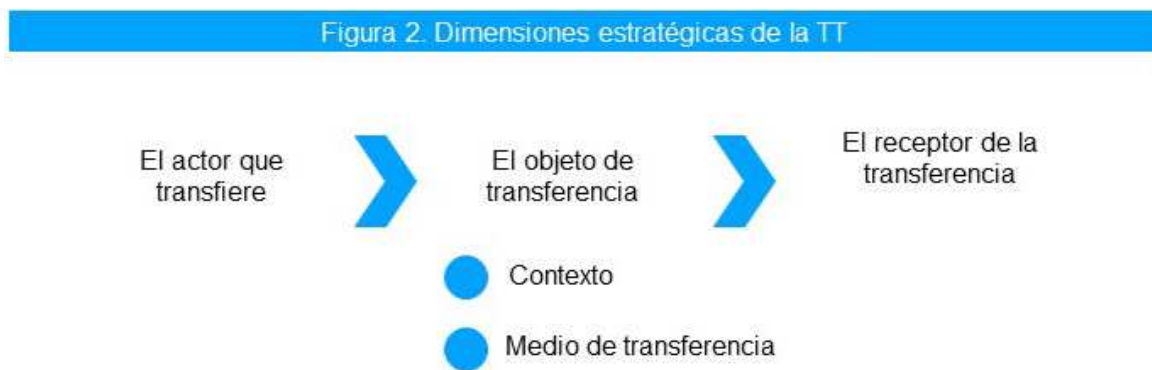 Figura 2. Dimensiones estratégicas de la TT
El actor que
transfiere
El objeto de
transferencia
El receptor de la
transferencia
Contexto
Medio de transferencia